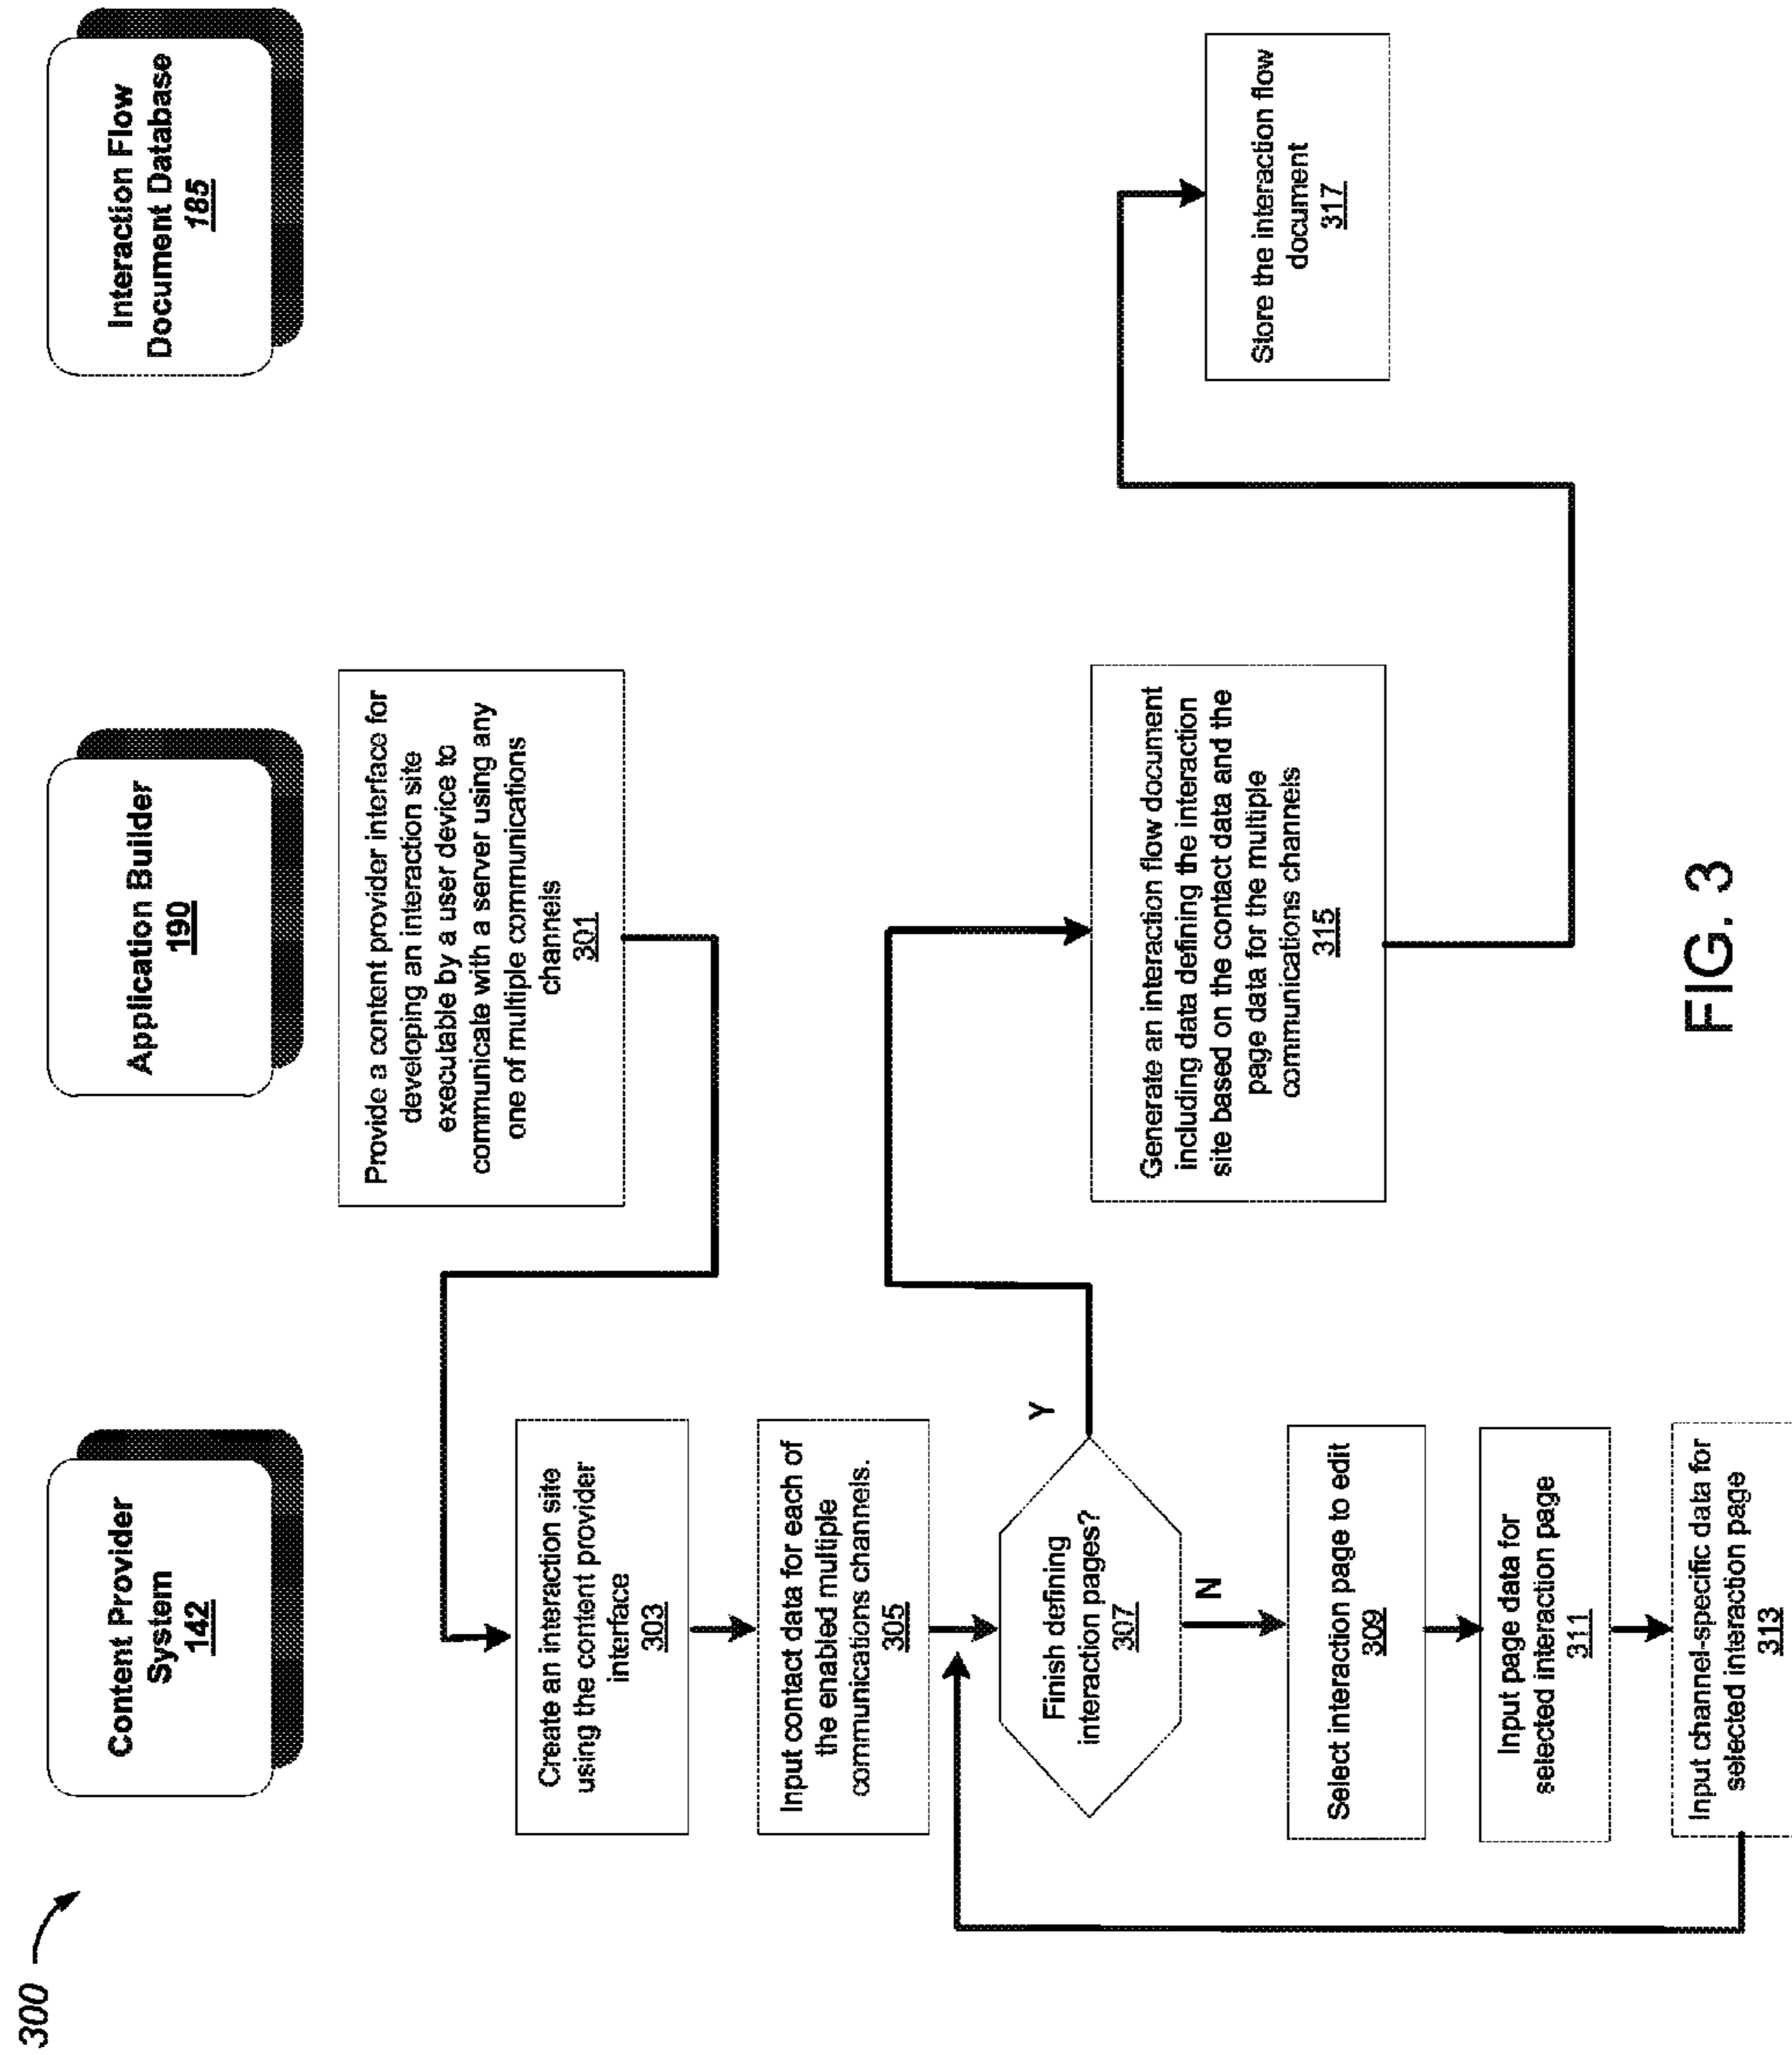 300
Content Provider
System
142
Application Builder
190
Interaction Flow
Document Database
185
Provide a content provider interface for
developing an interaction site
executable by a user device to
communicate with a server using any
one of multiple communications
channels
301
Create an interaction site
using the content provider
interface
303
Input contact data for each of
the enabled multiple
communications channels.
305
Finish defining
interaction pages?
307
Y
N
Select interaction page to edit
309
Input page data for
selected interaction page
311
Input channel-specific data for
selected interaction page
313
Generate an interaction flow document
including data defining the interaction
site based on the contact data and the
page data for the multiple
communications channels
315
Store the interaction flow
document
317
FIG. 3